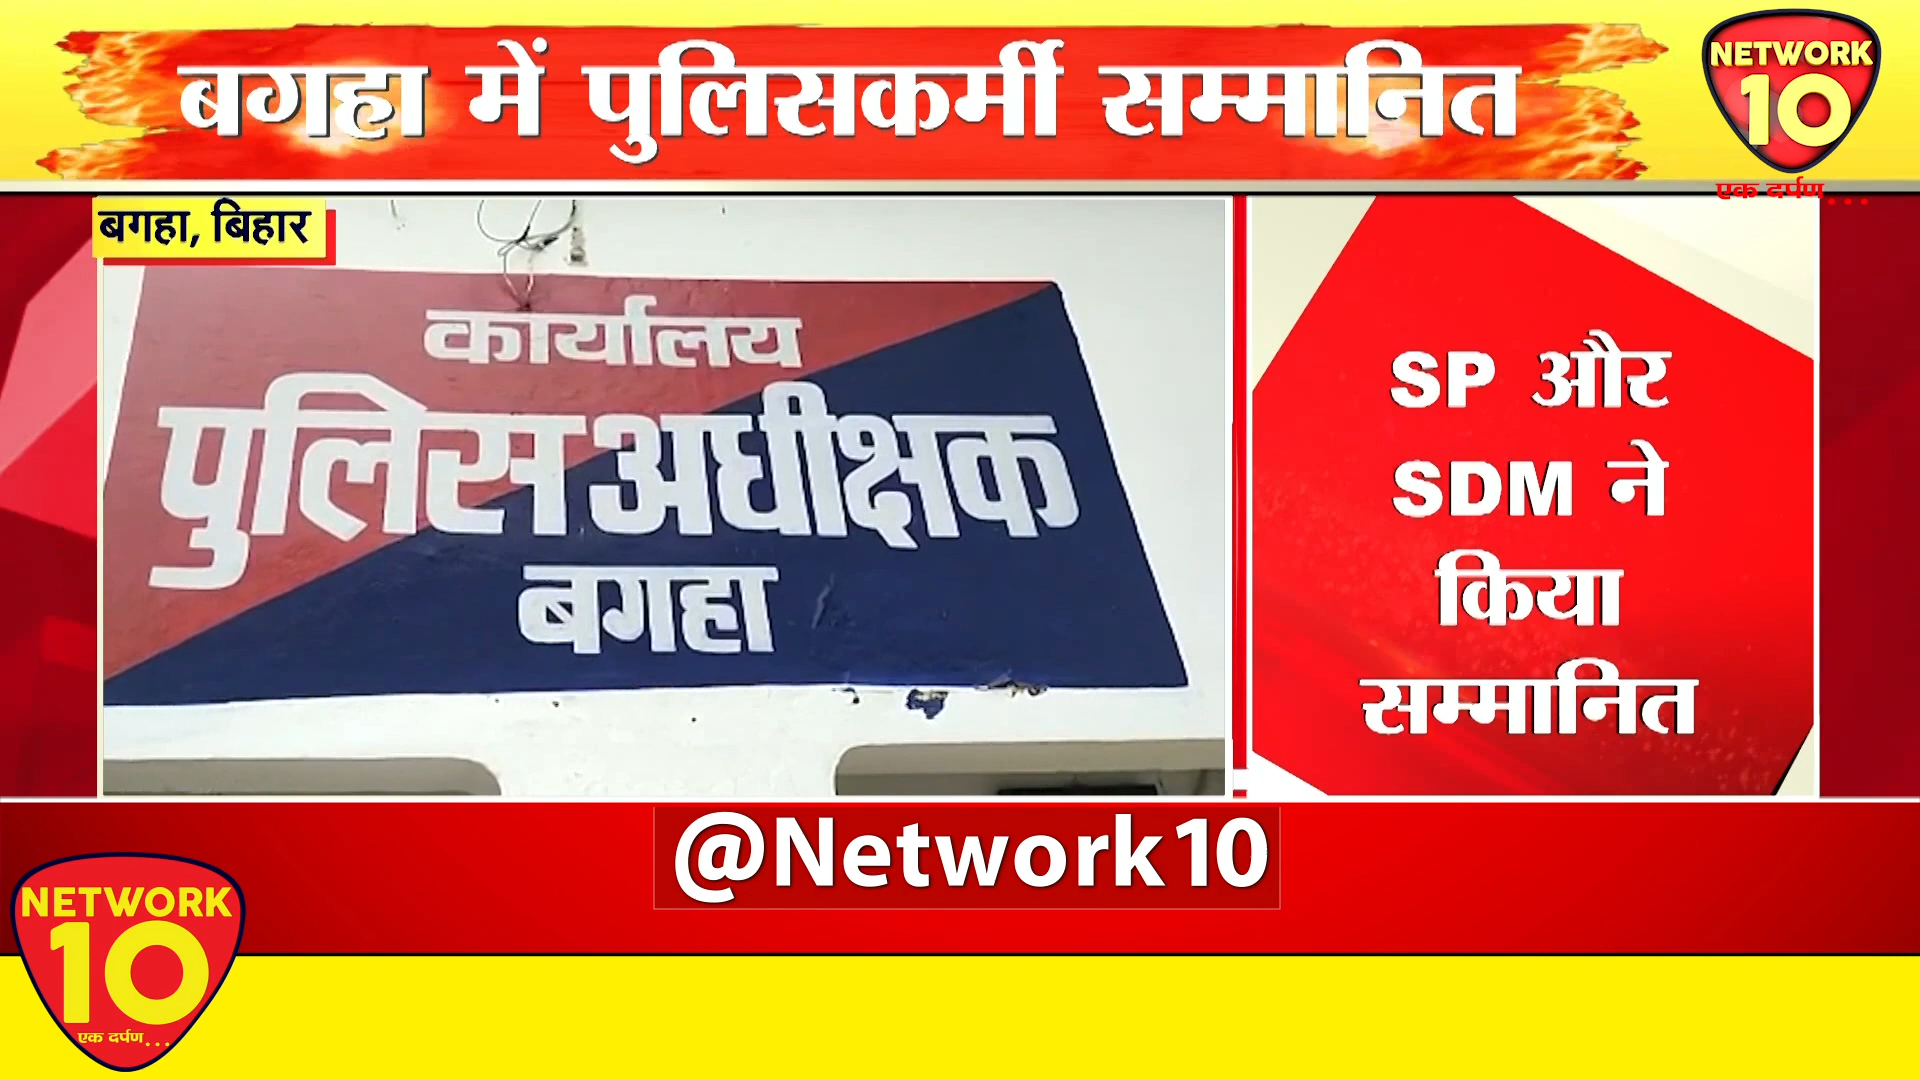 बगहा में पुलिसकर्मी सम्मानित
NETWORK
10
एक दर्पण...
बगहा, बिहार
कार्यालय
पुलिस अधीक्षक
बगहा
SP और
SDM ने
किया
सम्मानित
@Network10
NETWORK
10
एक दर्पण...